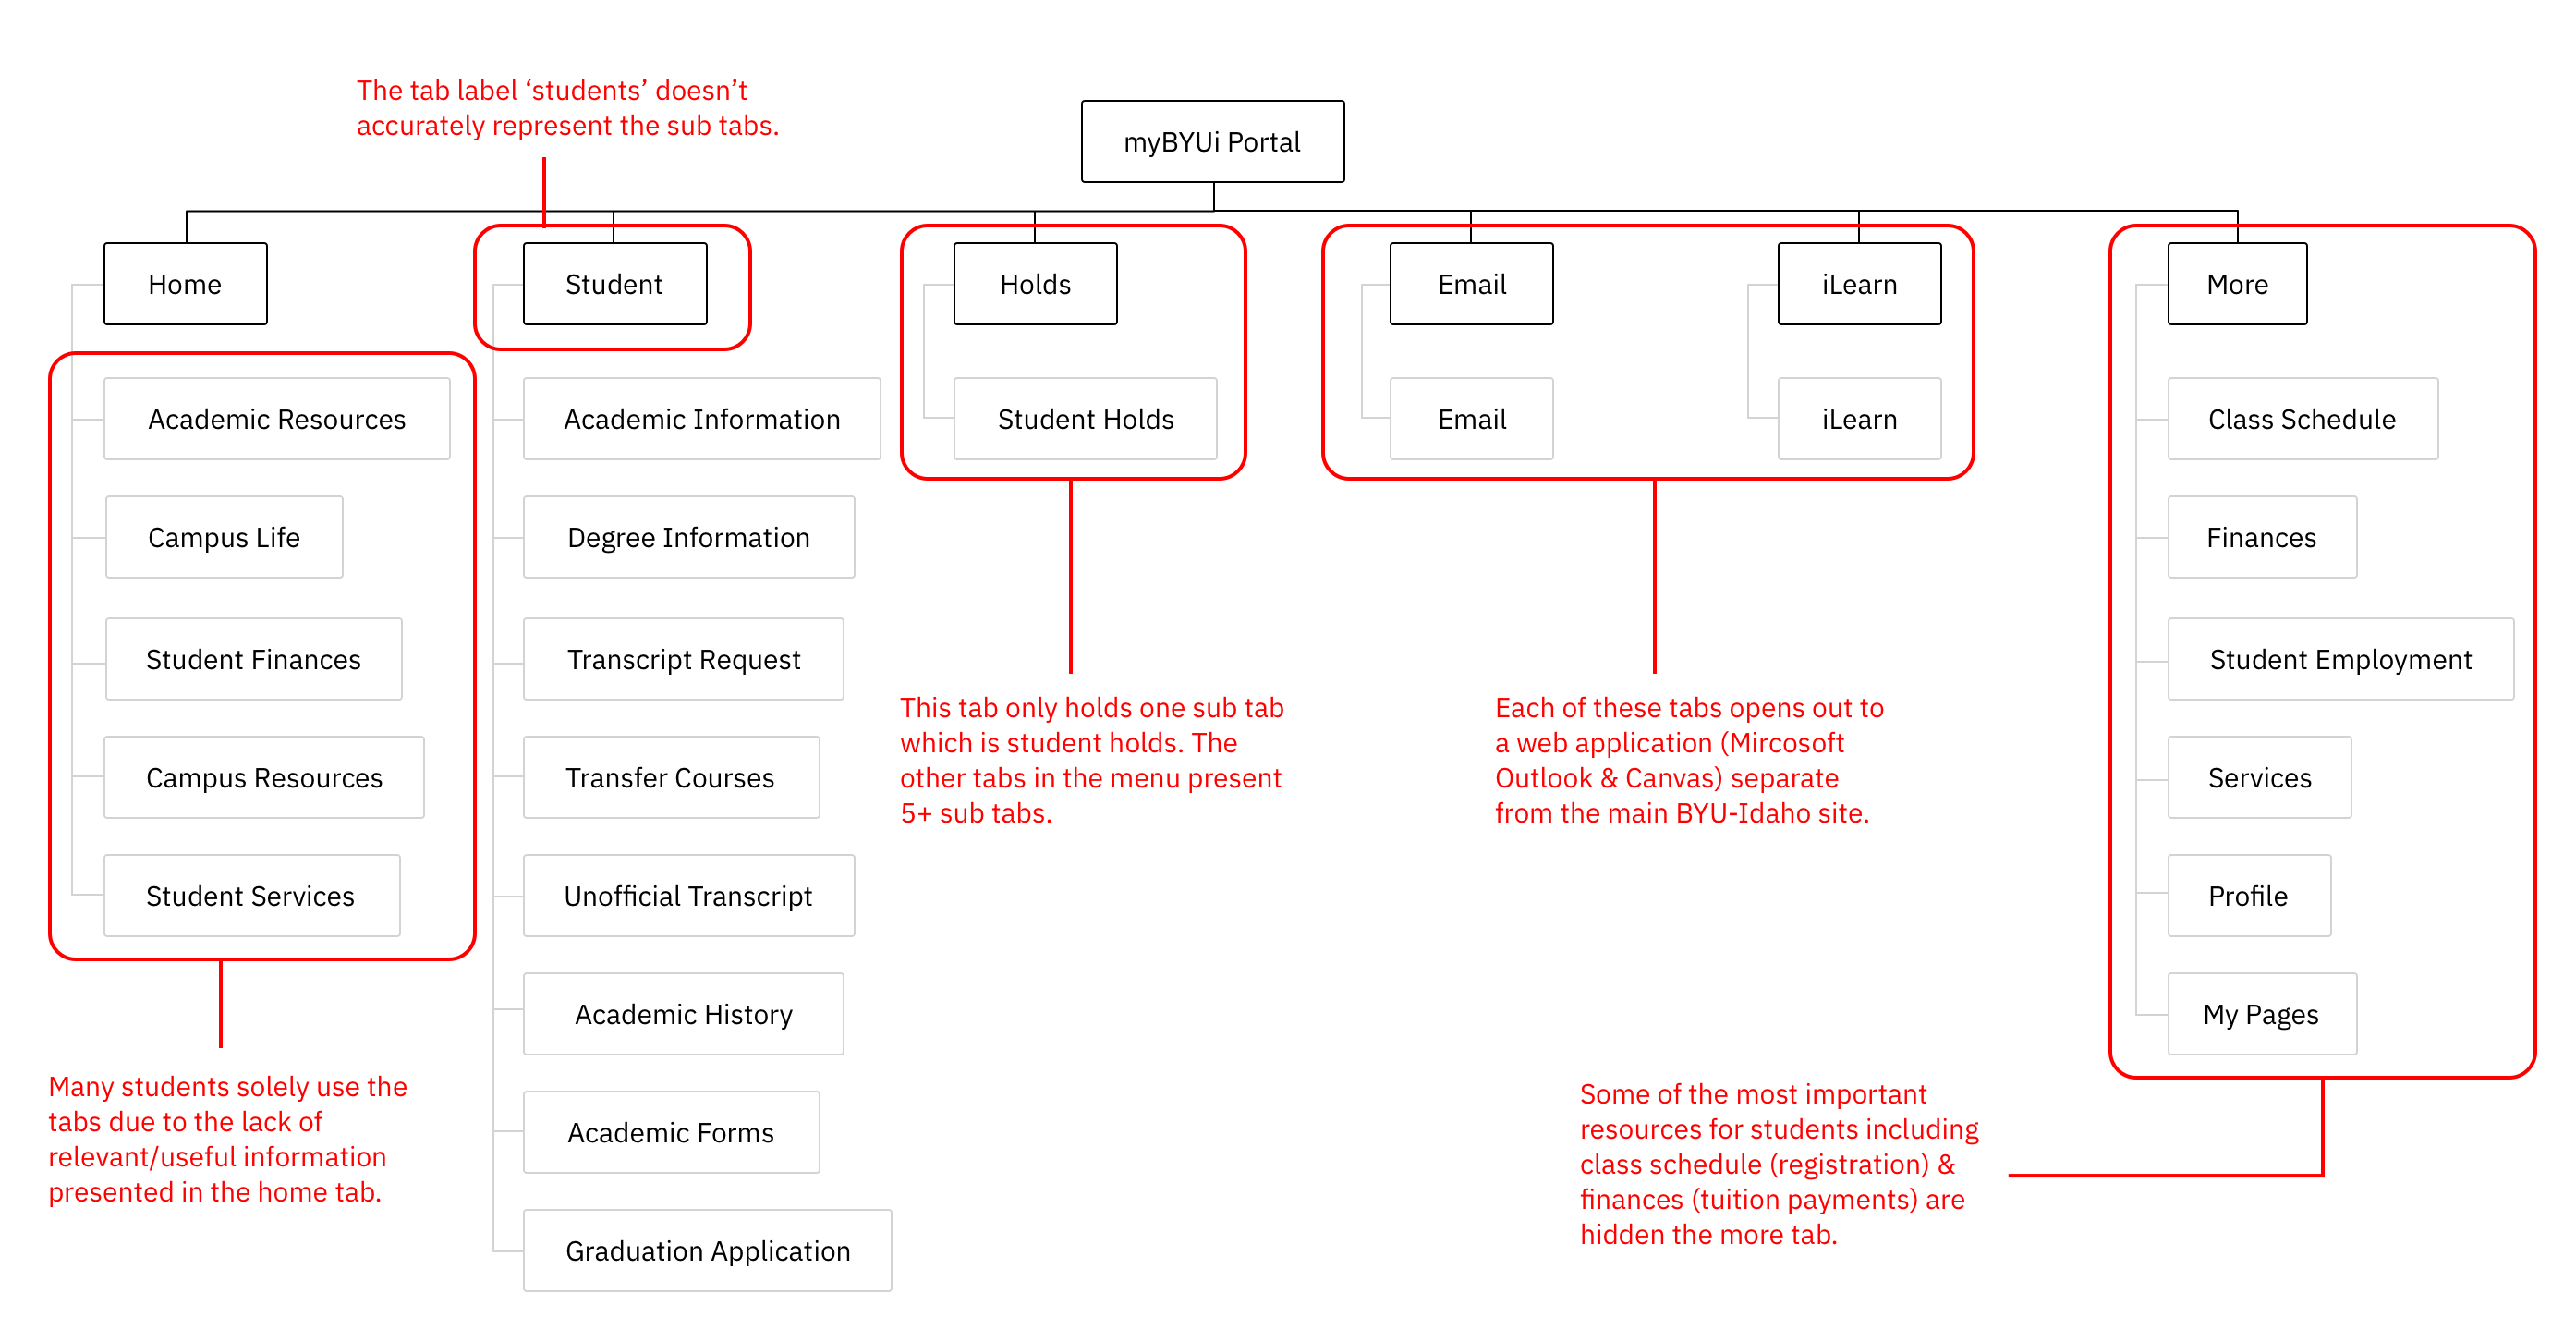 The tab label ‘students’ doesn’t
accurately represent the sub tabs.
myBYUi Portal
Home
Student
Holds
Email
iLearn
More
Academic Resources
Campus Life
Student Finances
Campus Resources
Student Services
Many students solely use the
tabs due to the lack of
relevant/useful information
presented in the home tab.
Academic Information
Degree Information
Transcript Request
Transfer Courses
Unofficial Transcript
Academic History
Academic Forms
Graduation Application
Student Holds
This tab only holds one sub tab
which is student holds. The
other tabs in the menu present
5+ sub tabs.
Email
iLearn
Each of these tabs opens out to
a web application (Mircosoft
Outlook & Canvas) separate
from the main BYU-Idaho site.
Class Schedule
Finances
Student Employment
Services
Profile
My Pages
Some of the most important
resources for students including
class schedule (registration) &
finances (tuition payments) are
hidden the more tab.